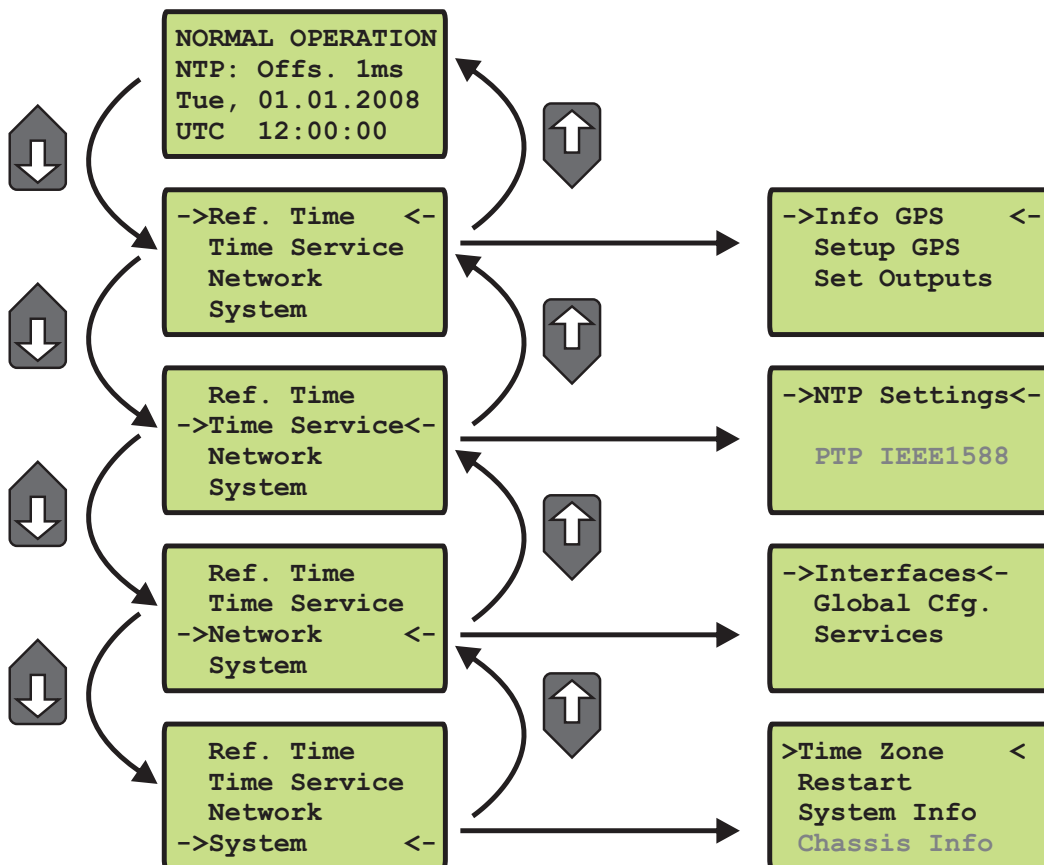 NORMAL OPERATION
NTP: Offs. 1ms
Tue, 01.01.2008
UTC  12:00:00
->Ref. Time   <-
Time Service
Network
System
->Info GPS    <-
Setup GPS
Set Outputs
Ref. Time
->Time Service<-
Network
System
->NTP Settings<-
PTP IEEE1588
Ref. Time
Time Service
->Network     <-
System
->Interfaces<-
Global Cfg.
Services
Ref. Time
Time Service
Network
->System      <-
>Time Zone    <
Restart
System Info
Chassis Info